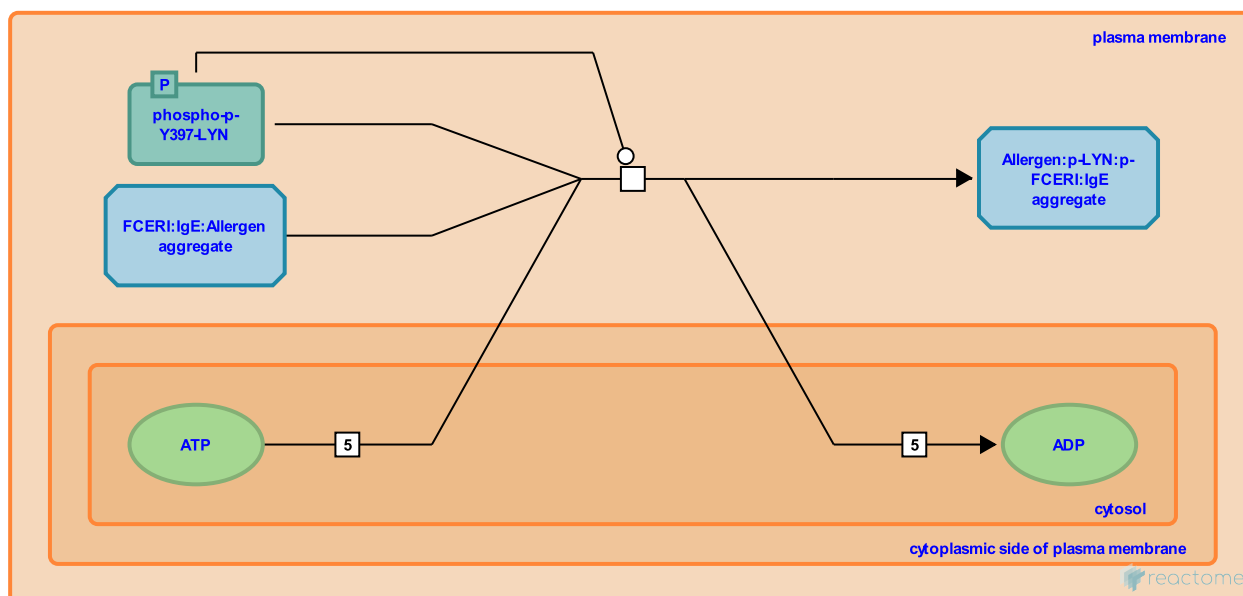 plasma membrane
P
phospho-p-
Y397-LYN
Allergen:p-LYN:p-
FCERI:IgE
aggregate
FCERI:IgE:Allergen
aggregate
ATP
5
5
ADP
cytosol
cytoplasmic side of plasma membrane
reactome